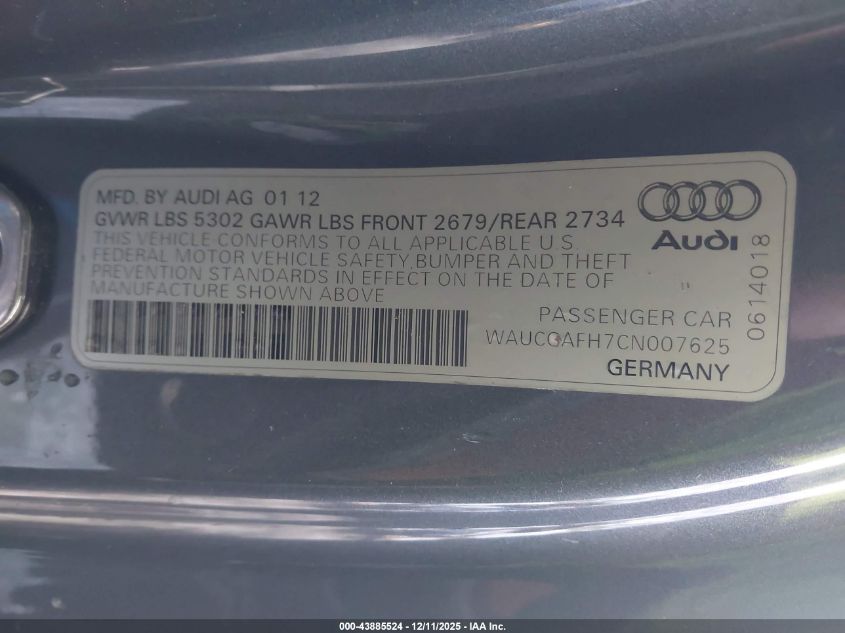 MFD. BY AUDI AG 01 12
GVWR LBS 5302 GAWR LBS FRONT 2679/REAR 2734
THIS VEHICLE CONFORMS TO ALL APPLICABLE U.S.
FEDERAL MOTOR VEHICLE SAFETY, BUMPER AND THEFT
PREVENTION STANDARDS IN EFFECT ON THE DATE OF
MANUFACTURE SHOWN ABOVE
Audi
0614018
PASSENGER CAR
WAUCGAFH7CN007625
GERMANY
000-43885524 - 12/11/2025 - IAA Inc.